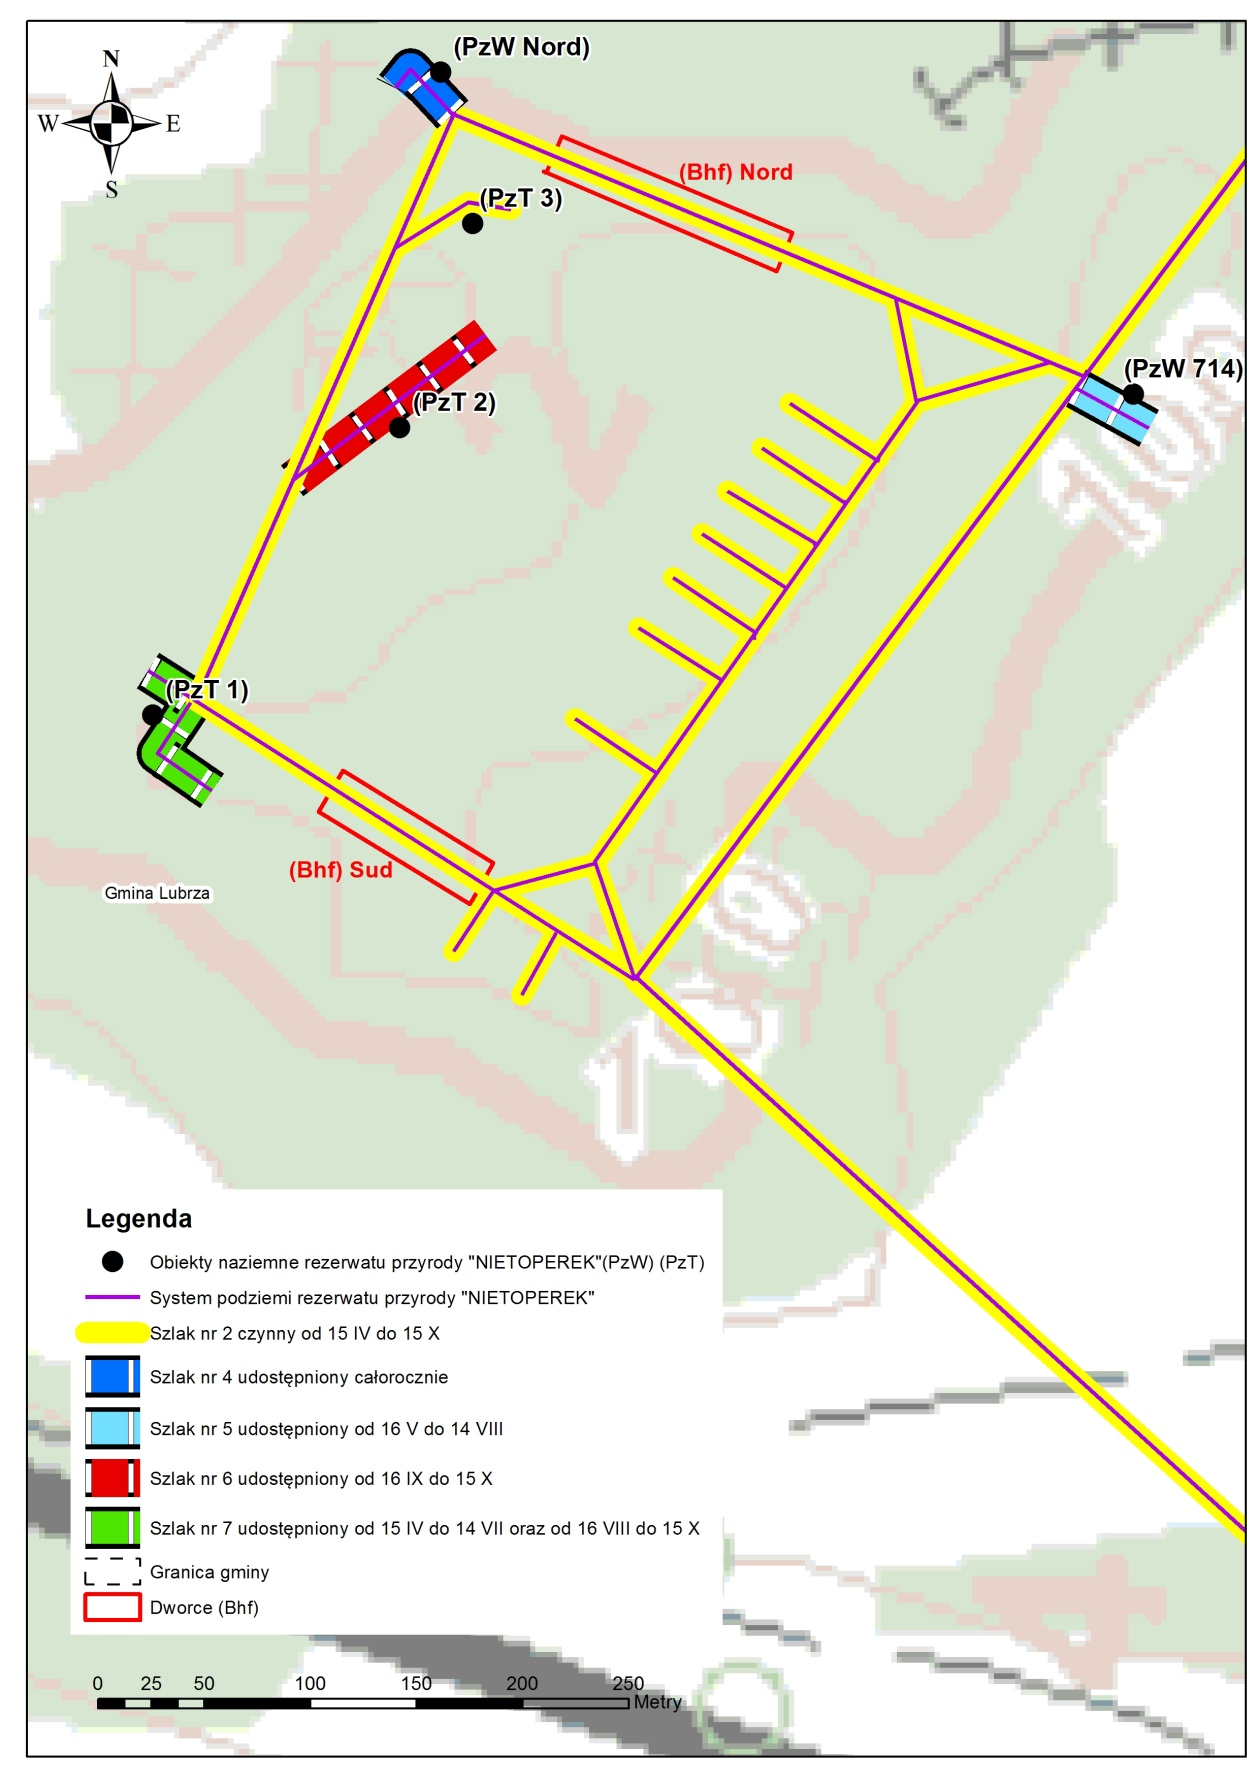 (PzW Nord)
N
W E
S
(Bhf) Nord
(PzT 3)
(PzW 714)
(PzT 2)
(PzT 1)
(Bhf) Sud
Gmina Lubrza
Legenda
Obiekty naziemne rezerwatu przyrody "NIETOPEREK"(PzW) (PzT)
System podziemi rezerwatu przyrody "NIETOPEREK"
Szlak nr 2 czynny od 15 IV do 15 X
Szlak nr 4 udostępniony całorocznie
Szlak nr 5 udostępniony od 16 V do 14 VIII
Szlak nr 6 udostępniony od 16 IX do 15 X
Szlak nr 7 udostępniony od 15 IV do 14 VII oraz od 16 VIII do 15 X
Granica gminy
Dworce (Bhf)
0 25 50 100 150 200 250
Metry